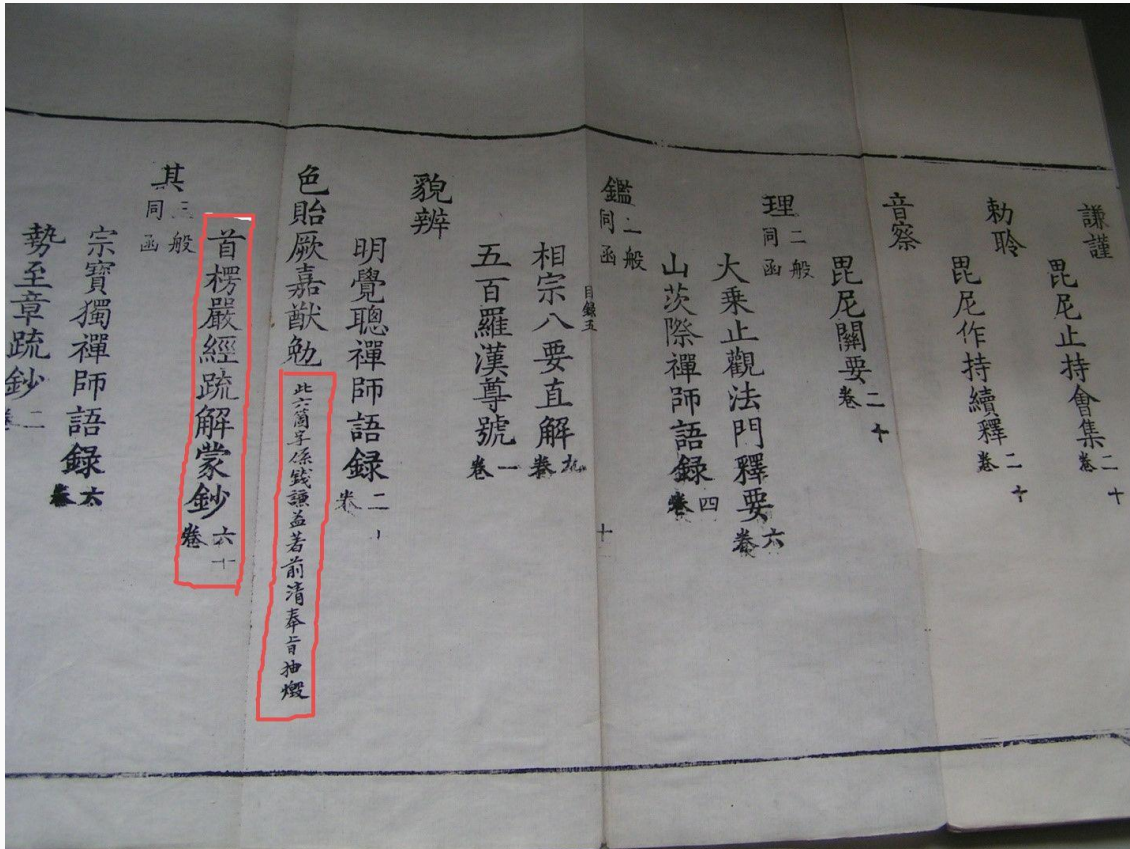 謙謹
毘尼止持會集二十卷
勅聆
毘尼作持續釋二十卷
音察
毘尼關要二十卷
理二般同函
大乘止觀法門釋要六卷
山茨際禪師語錄四卷
鑑二般同函
目錄五
十
相宗八要直解九卷
五百羅漢尊號一卷
貌辨
明覺聰禪師語錄二卷
色貽厥嘉猷勉此六箇字係錢謙益著前清奉旨抽燬
首楞嚴經疏解蒙鈔六十卷
其三般同函
宗寶獨禪師語錄六卷
勢至章疏鈔二卷